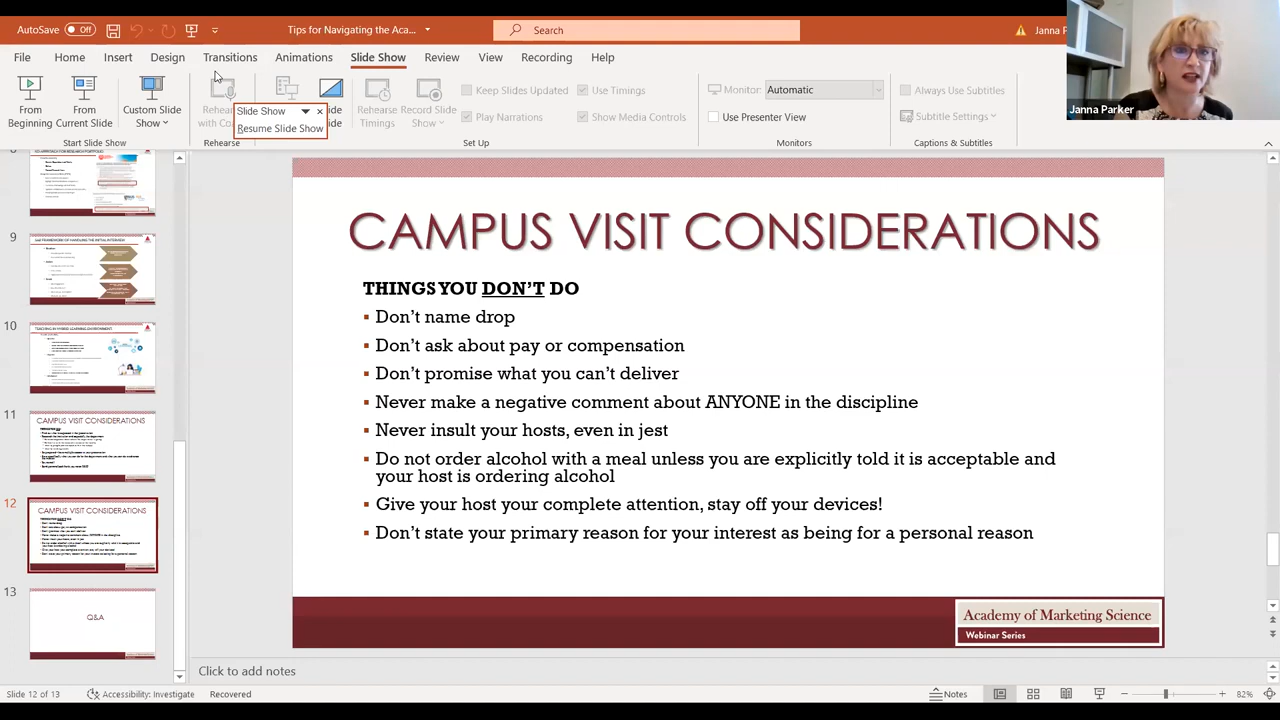 AutoSave Off
Tips for Navigating the Aca...
Search
Janna P
File Home Insert Design Transitions Animations Slide Show Review View Recording Help
From Beginning
From Current Slide
Custom Slide Show
Rehearse with Co
Slide Show
Resume Slide Show
Rehearse Timings
Record Slide Show
Keep Slides Updated
Use Timings
Play Narrations
Show Media Controls
Monitor: Automatic
Use Presenter View
Always Use Subtitles
Subtitle Settings
Start Slide Show
Rehearse
Set Up
Monitors
Captions & Subtitles
Janna Parker
9
10
11
CAMPUS VISIT CONSIDERATIONS
12
CAMPUS VISIT CONSIDERATIONS
13
Q&A
CAMPUS VISIT CONSIDERATIONS
THINGS YOU DON'T DO
Don't name drop
Don't ask about pay or compensation
Don't promise what you can't deliver
Never make a negative comment about ANYONE in the discipline
Never insult your hosts, even in jest
Do not order alcohol with a meal unless you are explicitly told it is acceptable and
your host is ordering alcohol
Give your host your complete attention, stay off your devices!
Don't state your primary reason for your interest as being for a personal reason
Academy of Marketing Science
Webinar Series
Click to add notes
Slide 12 of 13
Accessibility: Investigate
Recovered
Notes
82%